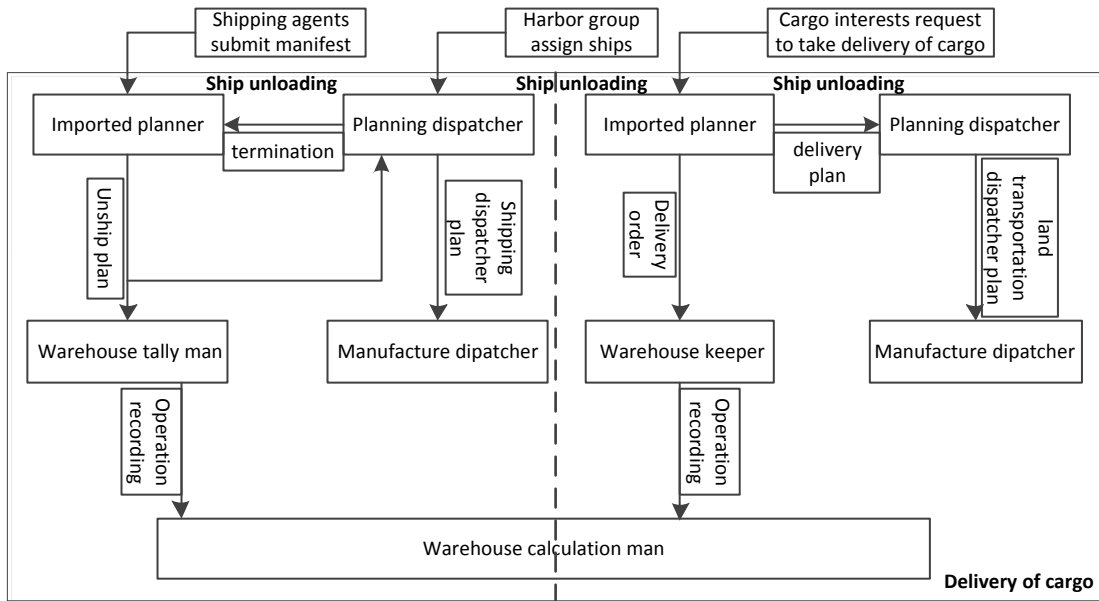 Shipping agents
submit manifest
Harbor group
assign ships
Cargo interests request
to take delivery of cargo
Ship unloading
Ship unloading
Ship unloading
Imported planner
Planning dispatcher
Imported planner
Planning dispatcher
termination
delivery
plan
Unship plan
Shipping
dispatcher
plan
Delivery
order
land
transportation
dispatcher plan
Warehouse tally man
Manufacture dipatcher
Warehouse keeper
Manufacture dipatcher
Operation
recording
Operation
recording
Warehouse calculation man
Delivery of cargo